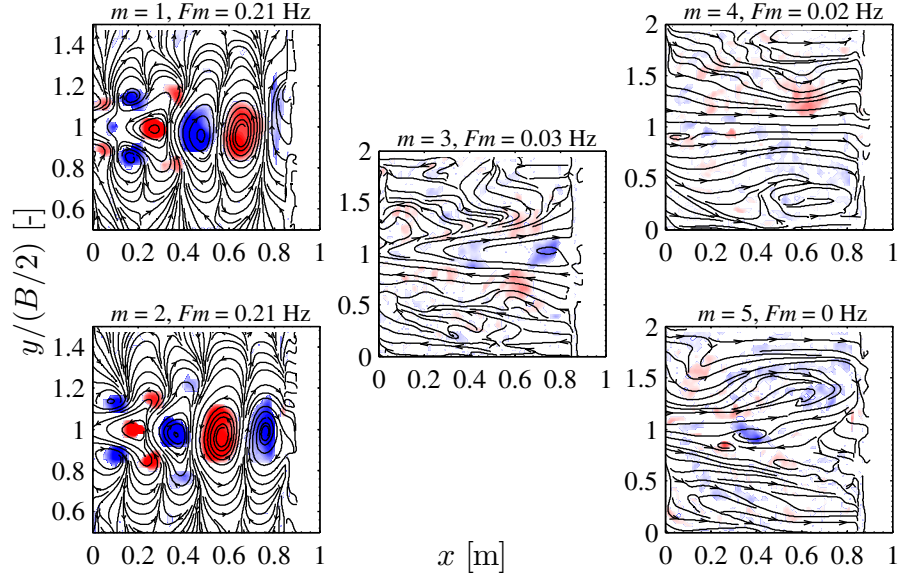 m = 1, Fm = 0.21 Hz
1.4
1.2
1
0.8
0.6
0 0.2 0.4 0.6 0.8 1
m = 2, Fm = 0.21 Hz
1.4
1.2
1
0.8
0.6
0 0.2 0.4 0.6 0.8 1
y/(B/2) [-]
m = 3, Fm = 0.03 Hz
2
1.5
1
0.5
0
0 0.2 0.4 0.6 0.8 1
x [m]
m = 4, Fm = 0.02 Hz
2
1.5
1
0.5
0
0 0.2 0.4 0.6 0.8 1
m = 5, Fm = 0 Hz
2
1.5
1
0.5
0
0 0.2 0.4 0.6 0.8 1